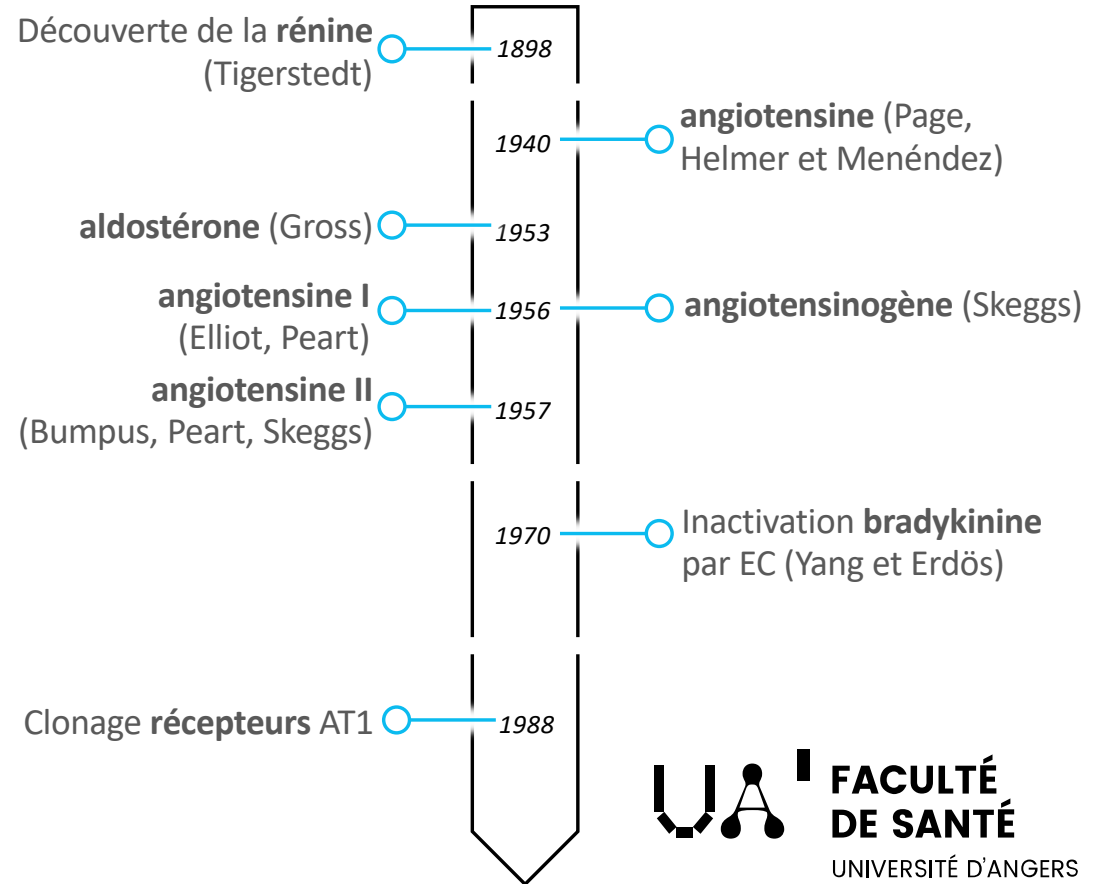 Découverte de la rénine
(Tigerstedt)
1898
angiotensine (Page,
Helmer et Menéndez)
1940
aldostérone (Gross)
1953
angiotensine I
(Elliot, Peart)
1956
angiotensinogène (Skeggs)
angiotensine II
(Bumpus, Peart, Skeggs)
1957
1970
Inactivation bradykinine
par EC (Yang et Erdös)
Clonage récepteurs AT1
1988
UA'
FACULTÉ
DE SANTÉ
UNIVERSITÉ D'ANGERS